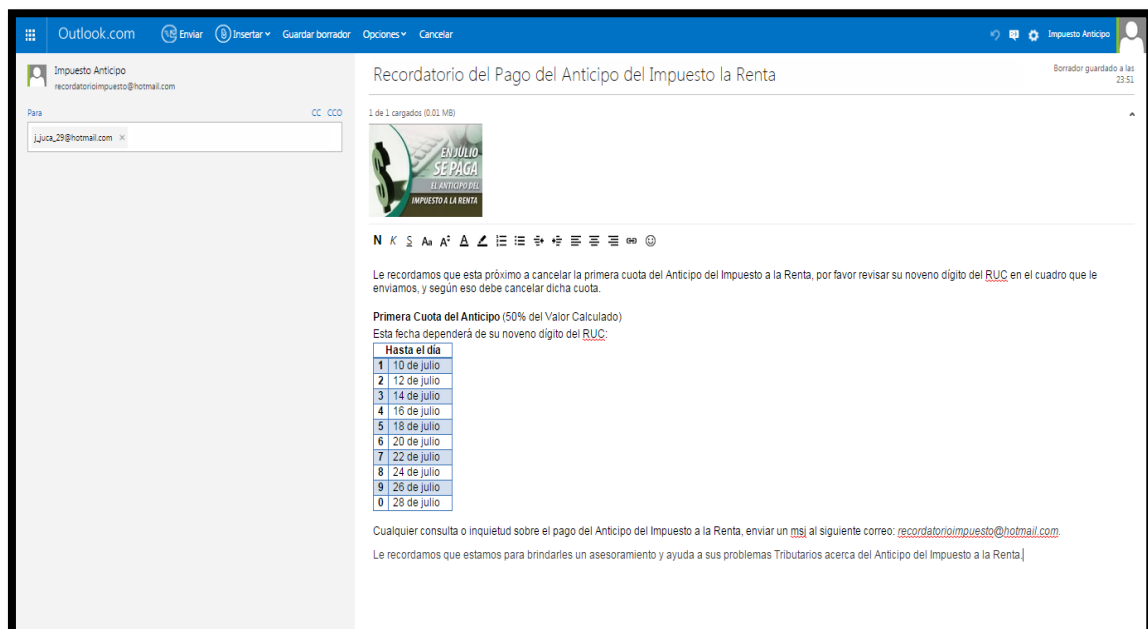 Outlook.com Enviar Insertar Guardar borrador Opciones Cancelar Impuesto Anticipo
Impuesto Anticipo
recordatorioimpuesto@hotmail.com
Para CC CCO
j_juca_29@hotmail.com ×
Recordatorio del Pago del Anticipo del Impuesto la Renta
Borrador guardado a las
23:51
1 de 1 cargados (0.01 MB)
EN JULIO
SE PAGA
EL ANTICIPO DEL
IMPUESTO A LA RENTA
N K S Aa A A
Le recordamos que esta próximo a cancelar la primera cuota del Anticipo del Impuesto a la Renta, por favor revisar su noveno dígito del RUC en el cuadro que le
enviamos, y según eso debe cancelar dicha cuota.
Primera Cuota del Anticipo (50% del Valor Calculado)
Esta fecha dependerá de su noveno dígito del RUC:
Hasta el día
1 10 de julio
2 12 de julio
3 14 de julio
4 16 de julio
5 18 de julio
6 20 de julio
7 22 de julio
8 24 de julio
9 26 de julio
0 28 de julio
Cualquier consulta o inquietud sobre el pago del Anticipo del Impuesto a la Renta, enviar un msj al siguiente correo: recordatorioimpuesto@hotmail.com.
Le recordamos que estamos para brindarles un asesoramiento y ayuda a sus problemas Tributarios acerca del Anticipo del Impuesto a la Renta.